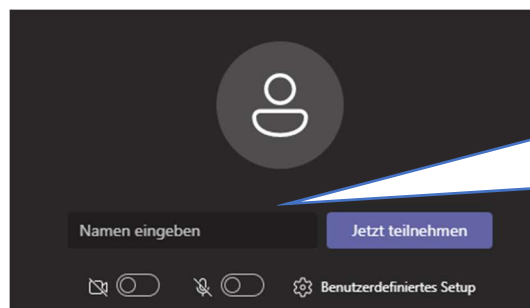 Namen eingeben
Jetzt teilnehmen
Benutzerdefiniertes Setup